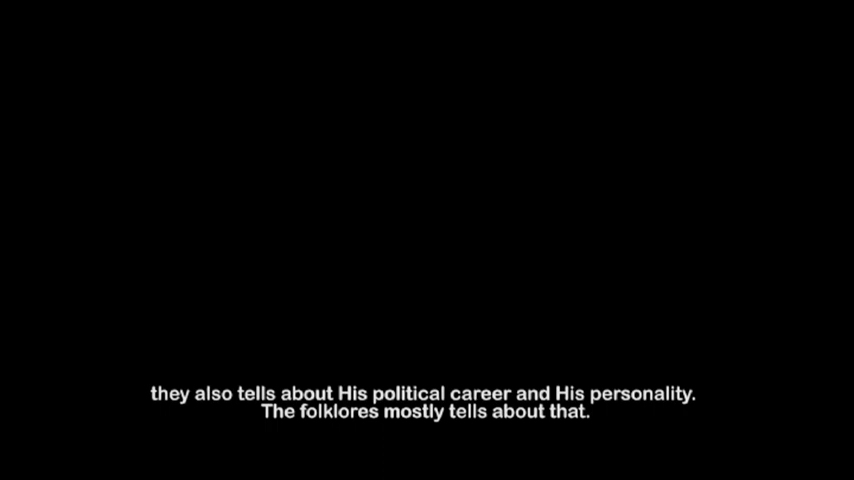 they also tells about His political career and His personality.
The folklores mostly tells about that.